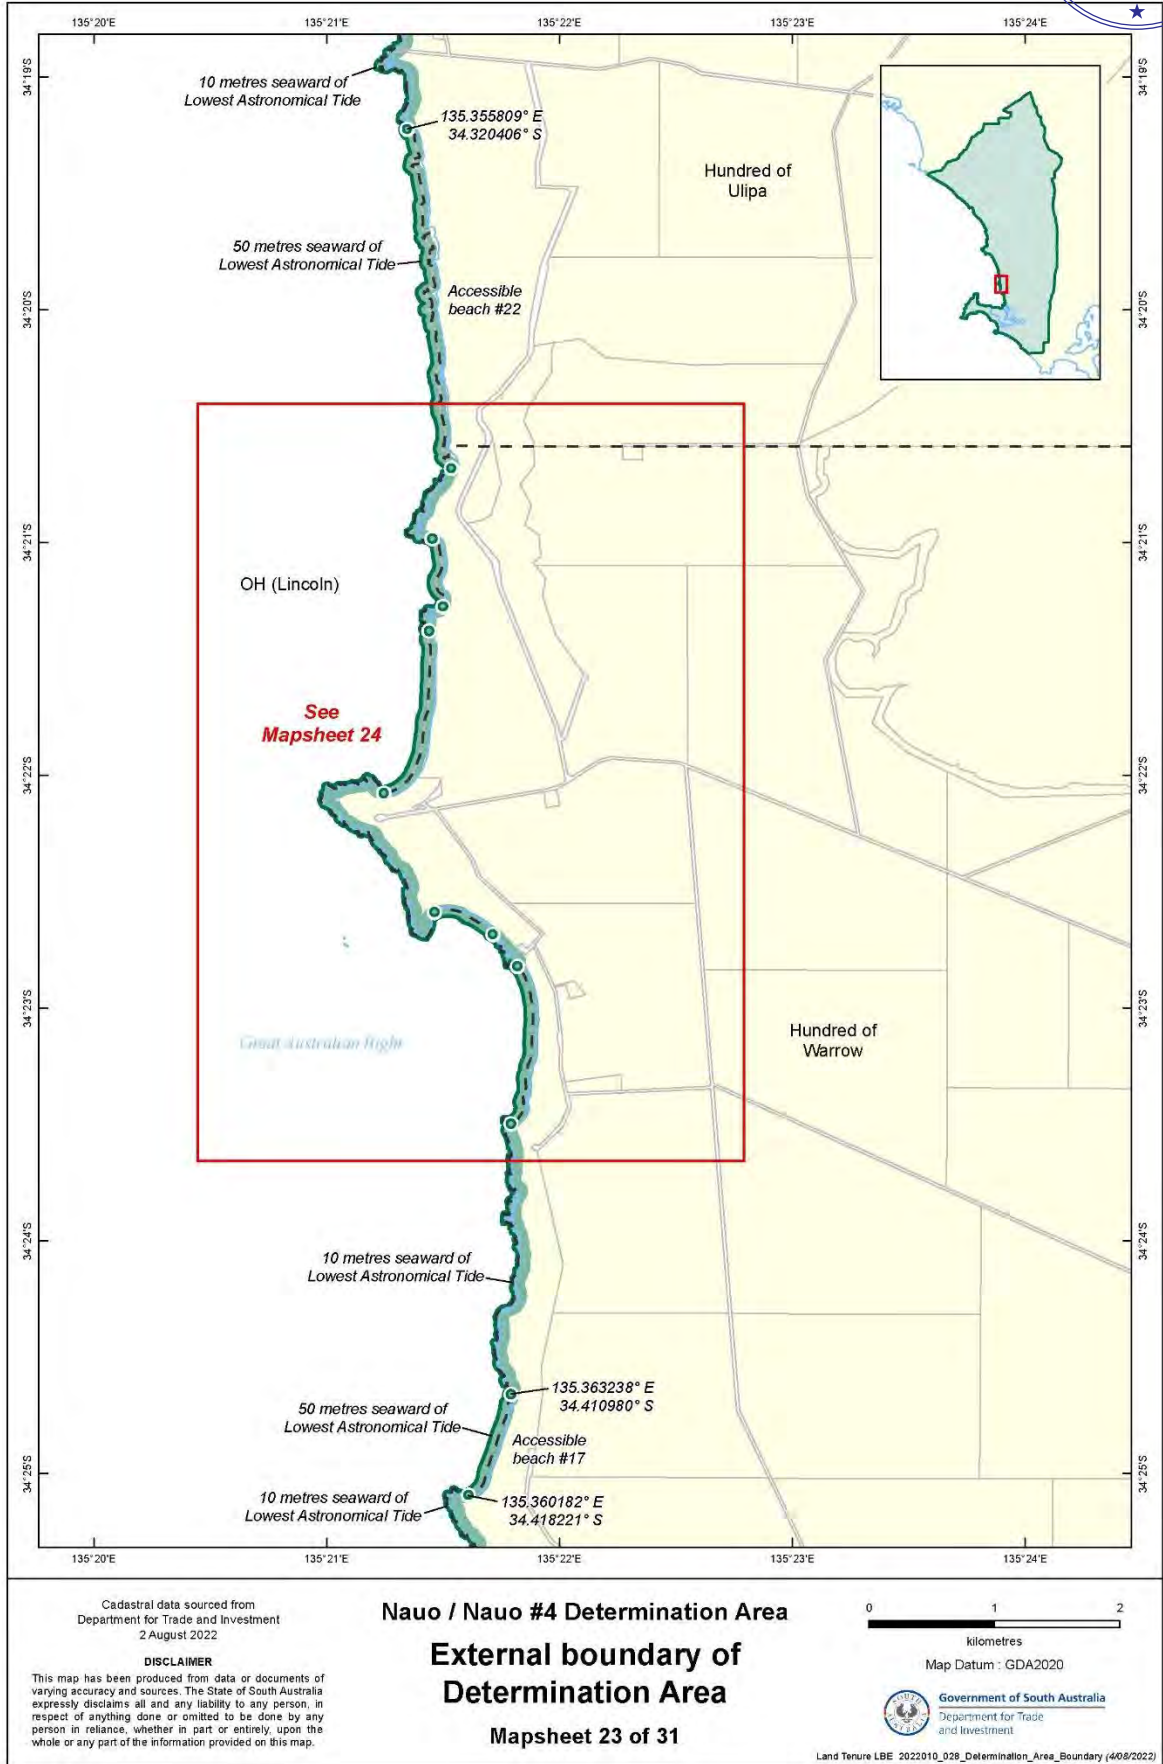 135°20'E
135°21'E
135°22'E
135°23'E
135°24'E
34°19'S
34°19'S
10 metres seaward of
Lowest Astronomical Tide
135.355809° E
34.320406° S
Hundred of
Ulipa
50 metres seaward of
Lowest Astronomical Tide
Accessible
beach #22
34°20'S
34°20'S
34°21'S
34°21'S
OH (Lincoln)
See
Mapsheet 24
34°22'S
34°22'S
34°23'S
34°23'S
Great Australian Bight
Hundred of
Warrow
34°24'S
34°24'S
10 metres seaward of
Lowest Astronomical Tide
135.363238° E
34.410980° S
50 metres seaward of
Lowest Astronomical Tide
Accessible
beach #17
34°25'S
34°25'S
10 metres seaward of
Lowest Astronomical Tide
135.360182° E
34.418221° S
135°20'E
135°21'E
135°22'E
135°23'E
135°24'E
Cadastral data sourced from
Department for Trade and Investment
2 August 2022
DISCLAIMER
This map has been produced from data or documents of
varying accuracy and sources. The State of South Australia
expressly disclaims all and any liability to any person, in
respect of anything done or omitted to be done by any
person in reliance, whether in part or entirely, upon the
whole or any part of the information provided on this map.
Nauo / Nauo #4 Determination Area
External boundary of
Determination Area
Mapsheet 23 of 31
0 1 2
kilometres
Map Datum : GDA2020
SOUTH
AUSTRALIA
Government of South Australia
Department for Trade
and Investment
Land Tenure LBE 2022010_028_Determination_Area_Boundary (4/08/2022)